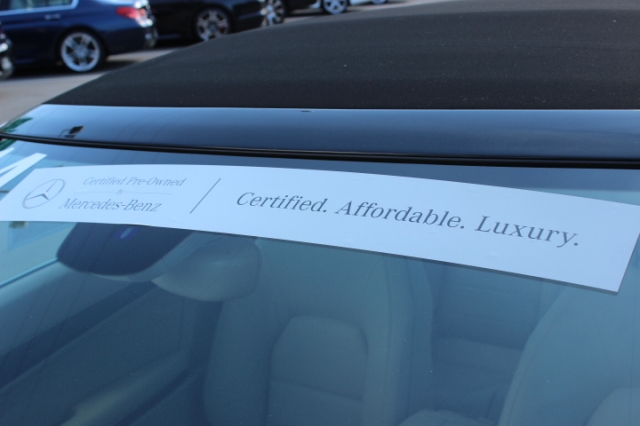 Certified Pre-Owned
Mercedes-Benz
Certified. Affordable. Luxury.